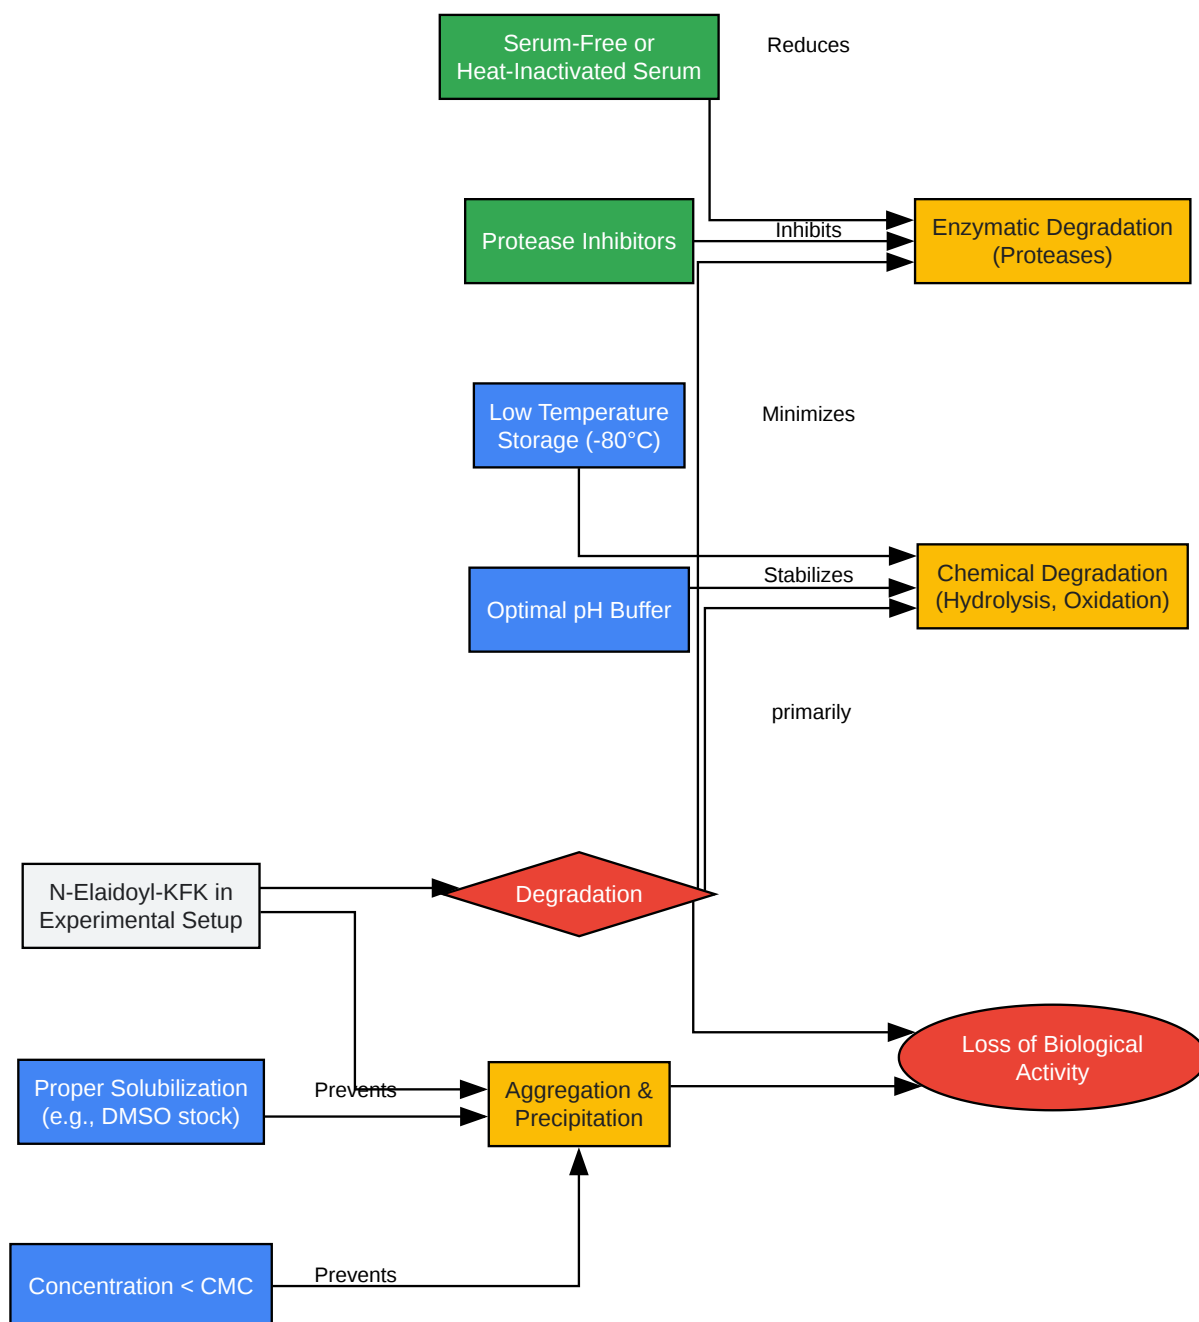 Serum-Free or
Heat-Inactivated Serum
Reduces
Protease Inhibitors
Inhibits
Enzymatic Degradation
(Proteases)
Low Temperature
Storage (-80°C)
Minimizes
Optimal pH Buffer
Stabilizes
Chemical Degradation
(Hydrolysis, Oxidation)
primarily
N-Elaidoyl-KFK in
Experimental Setup
Degradation
Loss of Biological
Activity
Proper Solubilization
(e.g., DMSO stock)
Prevents
Aggregation &
Precipitation
Concentration < CMC
Prevents